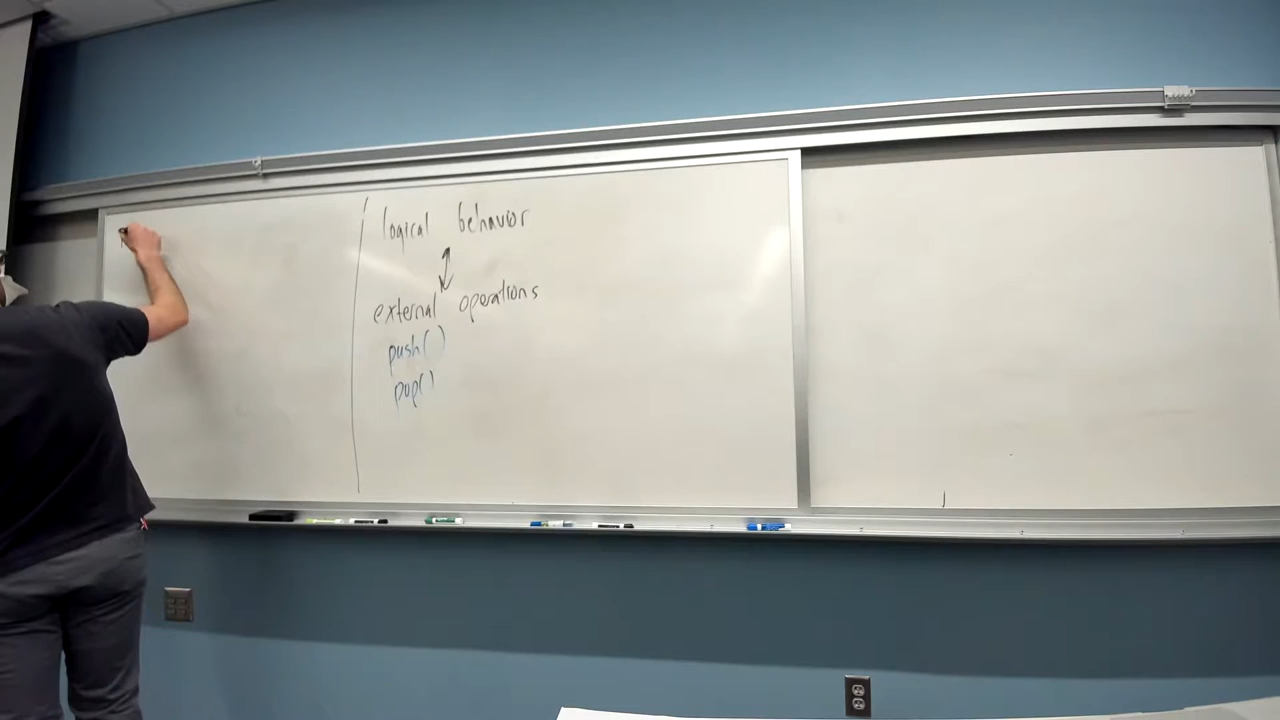 logical behavior
external operations
push()
pop()